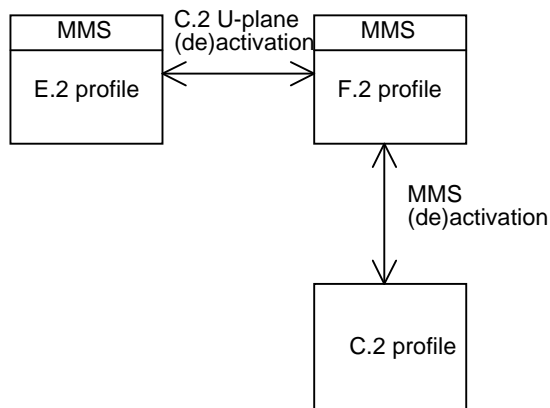 MMS
E.2 profile
C.2 U-plane
(de)activation
MMS
F.2 profile
MMS
(de)activation
C.2 profile